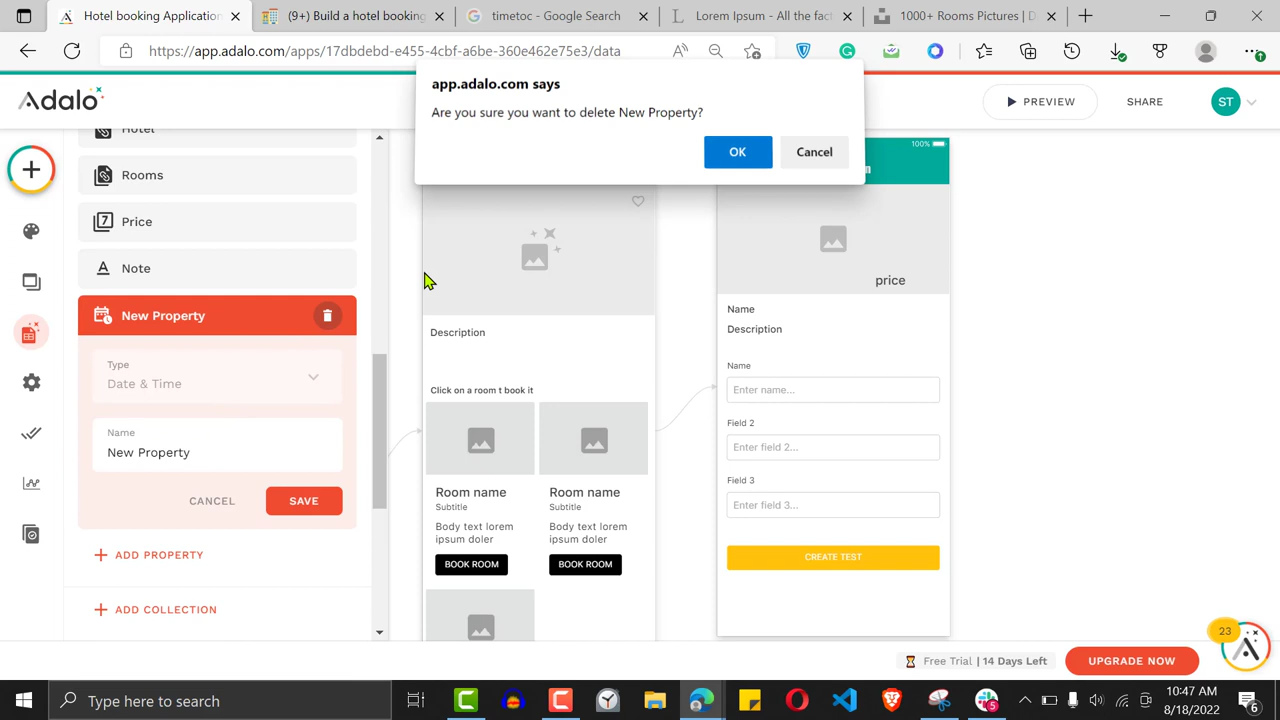 Hotel booking Application
(9+) Build a hotel booking
timetoc - Google Search
Lorem Ipsum - All the facts
1000+ Rooms Pictures | D
https://app.adalo.com/apps/17dbdebd-e455-4cbf-a6be-360e462e75e3/data
app.adalo.com says
Are you sure you want to delete New Property?
OK
Cancel
Adalo
PREVIEW
SHARE
ST
Hotel
Rooms
Price
Note
New Property
Type
Date & Time
Name
New Property
CANCEL
SAVE
ADD PROPERTY
ADD COLLECTION
Description
Click on a room t book it
Room name
Subtitle
Body text lorem
ipsum doler
BOOK ROOM
Room name
Subtitle
Body text lorem
ipsum doler
BOOK ROOM
100%
price
Name
Description
Name
Enter name...
Field 2
Enter field 2...
Field 3
Enter field 3...
CREATE TEST
23
Free Trial | 14 Days Left
UPGRADE NOW
Type here to search
5
10:47 AM
8/18/2022
6